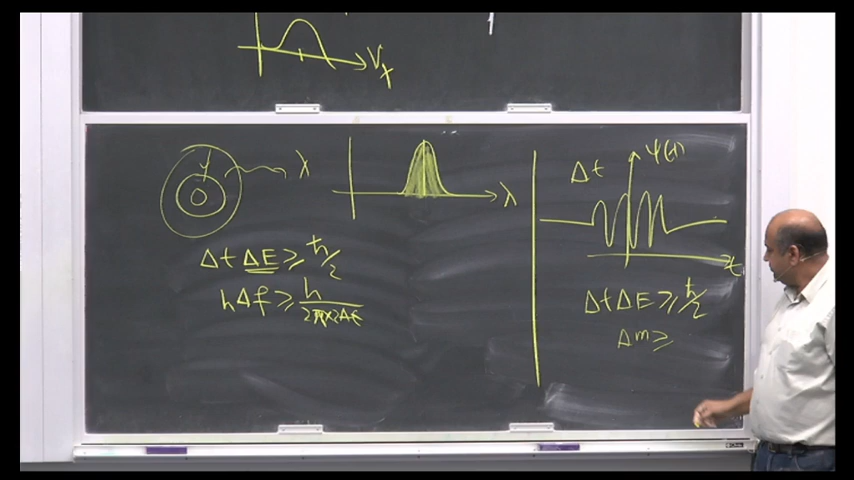 Vx
λ
λ
Δt ΔE ≥ ħ/2
hΔf ≥ h/2π×2Δt
Δt
ψ(t)
t
Δt ΔE ≥ ħ/2
Δm ≥